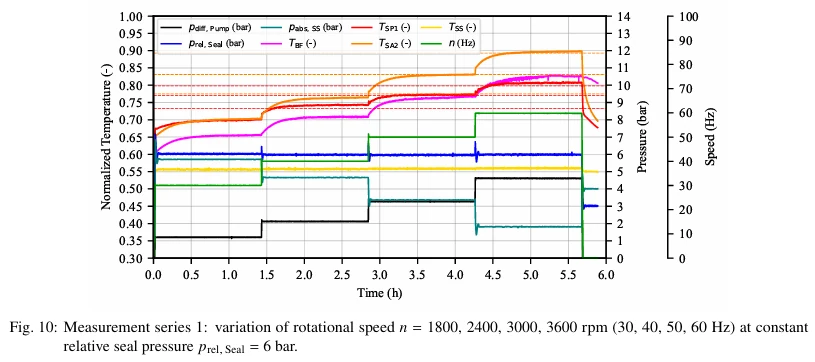 1.00 14 100
0.95 13
0.90 12 90
0.85 11 80
0.80 10
0.75 9 70
0.70 8 60
0.65 7 50
0.60 6
0.55 5 40
0.50 4 30
0.45 3 20
0.40 2
0.35 1 10
0.30 0 0
pdiff, Pump (bar) pabs, SS (bar) TSP1 (-) TSS (-)
prel, Seal (bar) TBF (-) TSA2 (-) n (Hz)
Normalized Temperature (-)
Pressure (bar)
Speed (Hz)
0.0 0.5 1.0 1.5 2.0 2.5 3.0 3.5 4.0 4.5 5.0 5.5 6.0
Time (h)
Fig. 10: Measurement series 1: variation of rotational speed n = 1800, 2400, 3000, 3600 rpm (30, 40, 50, 60 Hz) at constant
relative seal pressure prel, Seal = 6 bar.